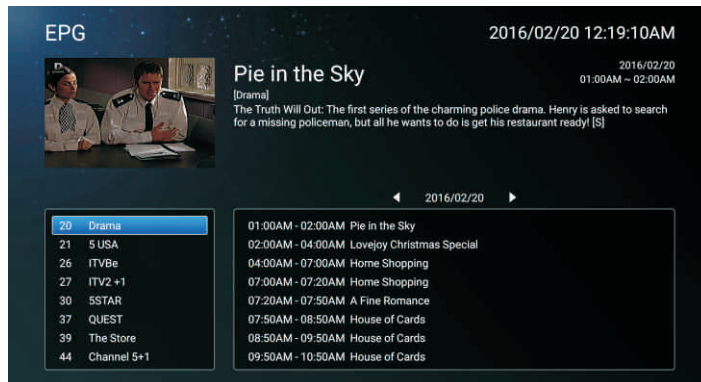 EPG
2016/02/20 12:19:10AM
Pie in the Sky
2016/02/20
01:00AM ~ 02:00AM
[Drama]
The Truth Will Out: The first series of the charming police drama. Henry is asked to search
for a missing policeman, but all he wants to do is get his restaurant ready! [S]
2016/02/20
20 Drama
21 5 USA
26 ITVBe
27 ITV2 +1
30 5STAR
37 QUEST
39 The Store
44 Channel 5+1
01:00AM - 02:00AM Pie in the Sky
02:00AM - 04:00AM Lovejoy Christmas Special
04:00AM - 07:00AM Home Shopping
07:00AM - 07:20AM Home Shopping
07:20AM - 07:50AM A Fine Romance
07:50AM - 08:50AM House of Cards
08:50AM - 09:50AM House of Cards
09:50AM - 10:50AM House of Cards